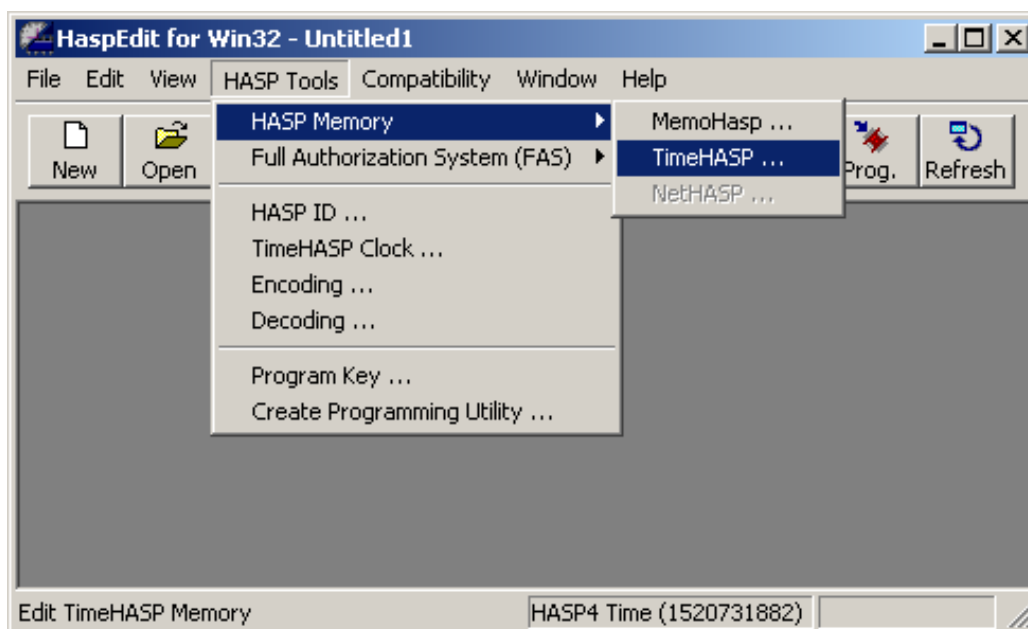 HaspEdit for Win32 - Untitled1
File Edit View HASP Tools Compatibility Window Help
New Open Prog. Refresh
HASP Memory
Full Authorization System (FAS)
HASP ID ...
TimeHASP Clock ...
Encoding ...
Decoding ...
Program Key ...
Create Programming Utility ...
MemoHasp ...
TimeHASP ...
NetHASP ...
Edit TimeHASP Memory HASP4 Time (1520731882)